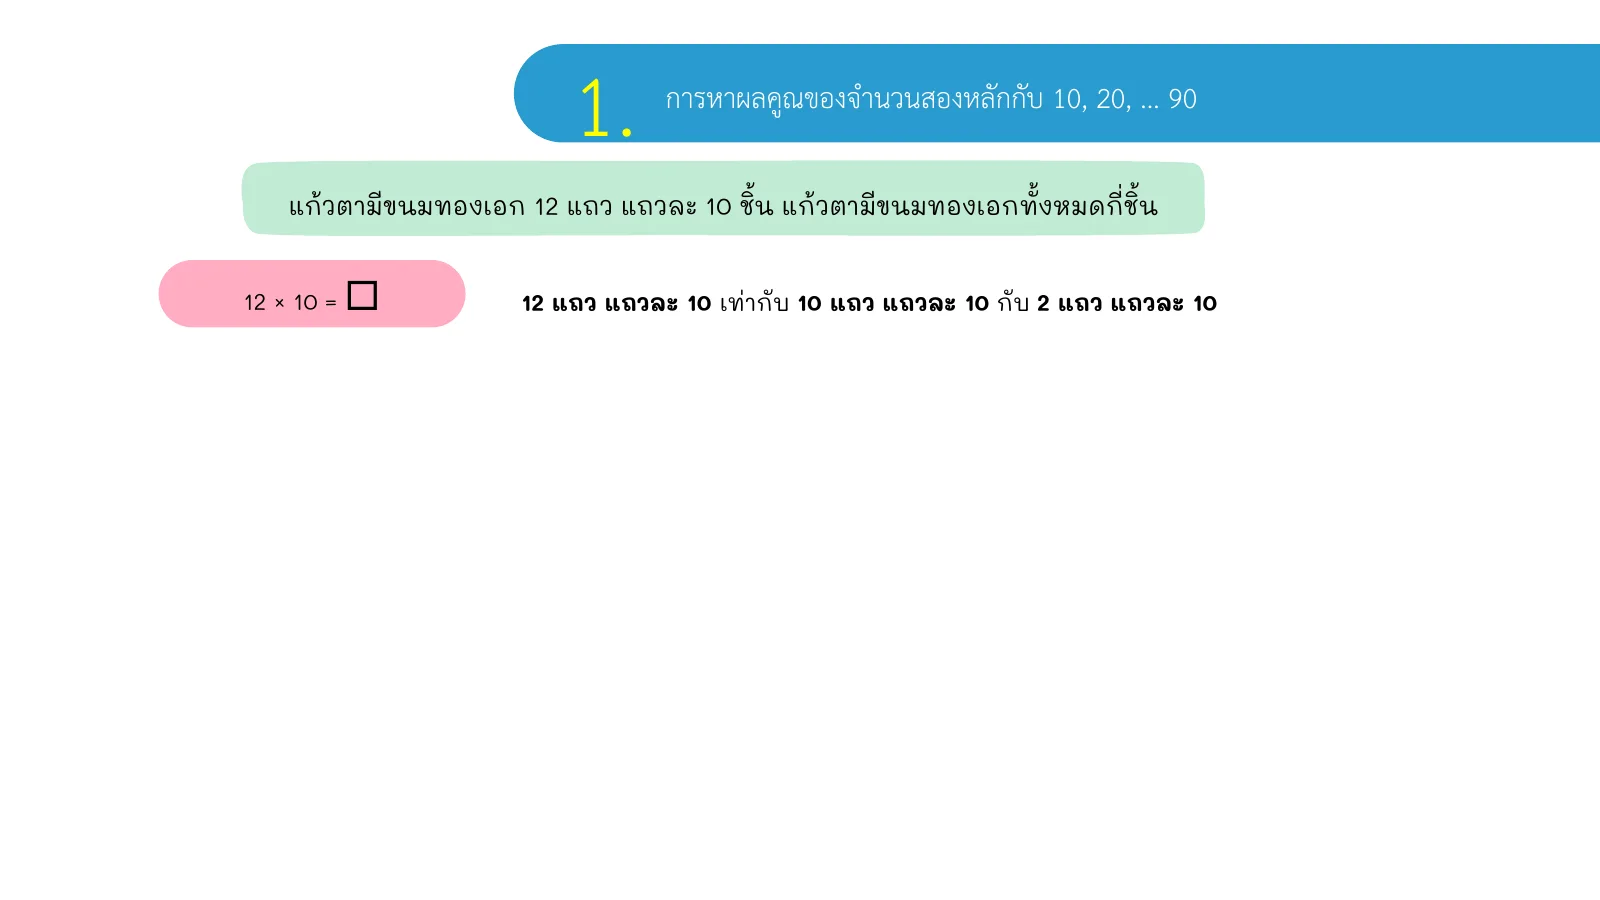 1. การหาผลคูณของจำนวนสองหลักกับ 10, 20, ... 90
แก้วตามีขนมทองเอก 12 แถว แถวละ 10 ชิ้น แก้วตามีขนมทองเอกทั้งหมดกี่ชิ้น
12 × 10 = □
12 แถว แถวละ 10 เท่ากับ 10 แถว แถวละ 10 กับ 2 แถว แถวละ 10